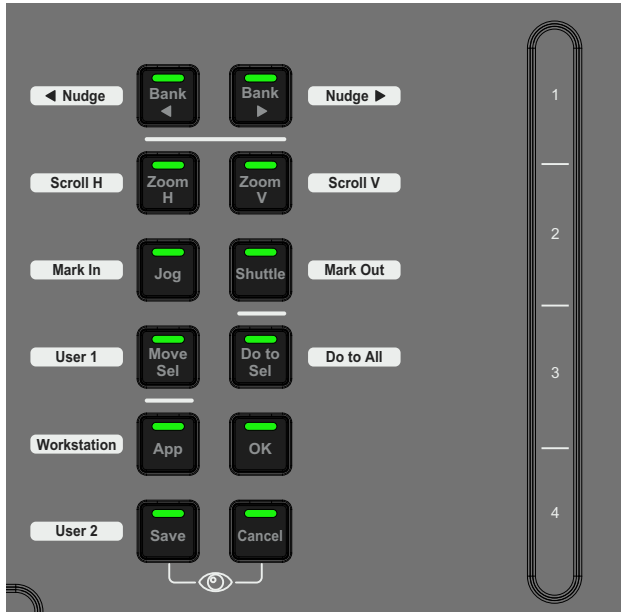 ◀ Nudge
Bank
◀
Bank
▶
Nudge ▶
1
Scroll H
Zoom
H
Zoom
V
Scroll V
2
Mark In
Jog
Shuttle
Mark Out
User 1
Move
Sel
Do to
Sel
Do to All
3
Workstation
App
OK
User 2
Save
Cancel
4